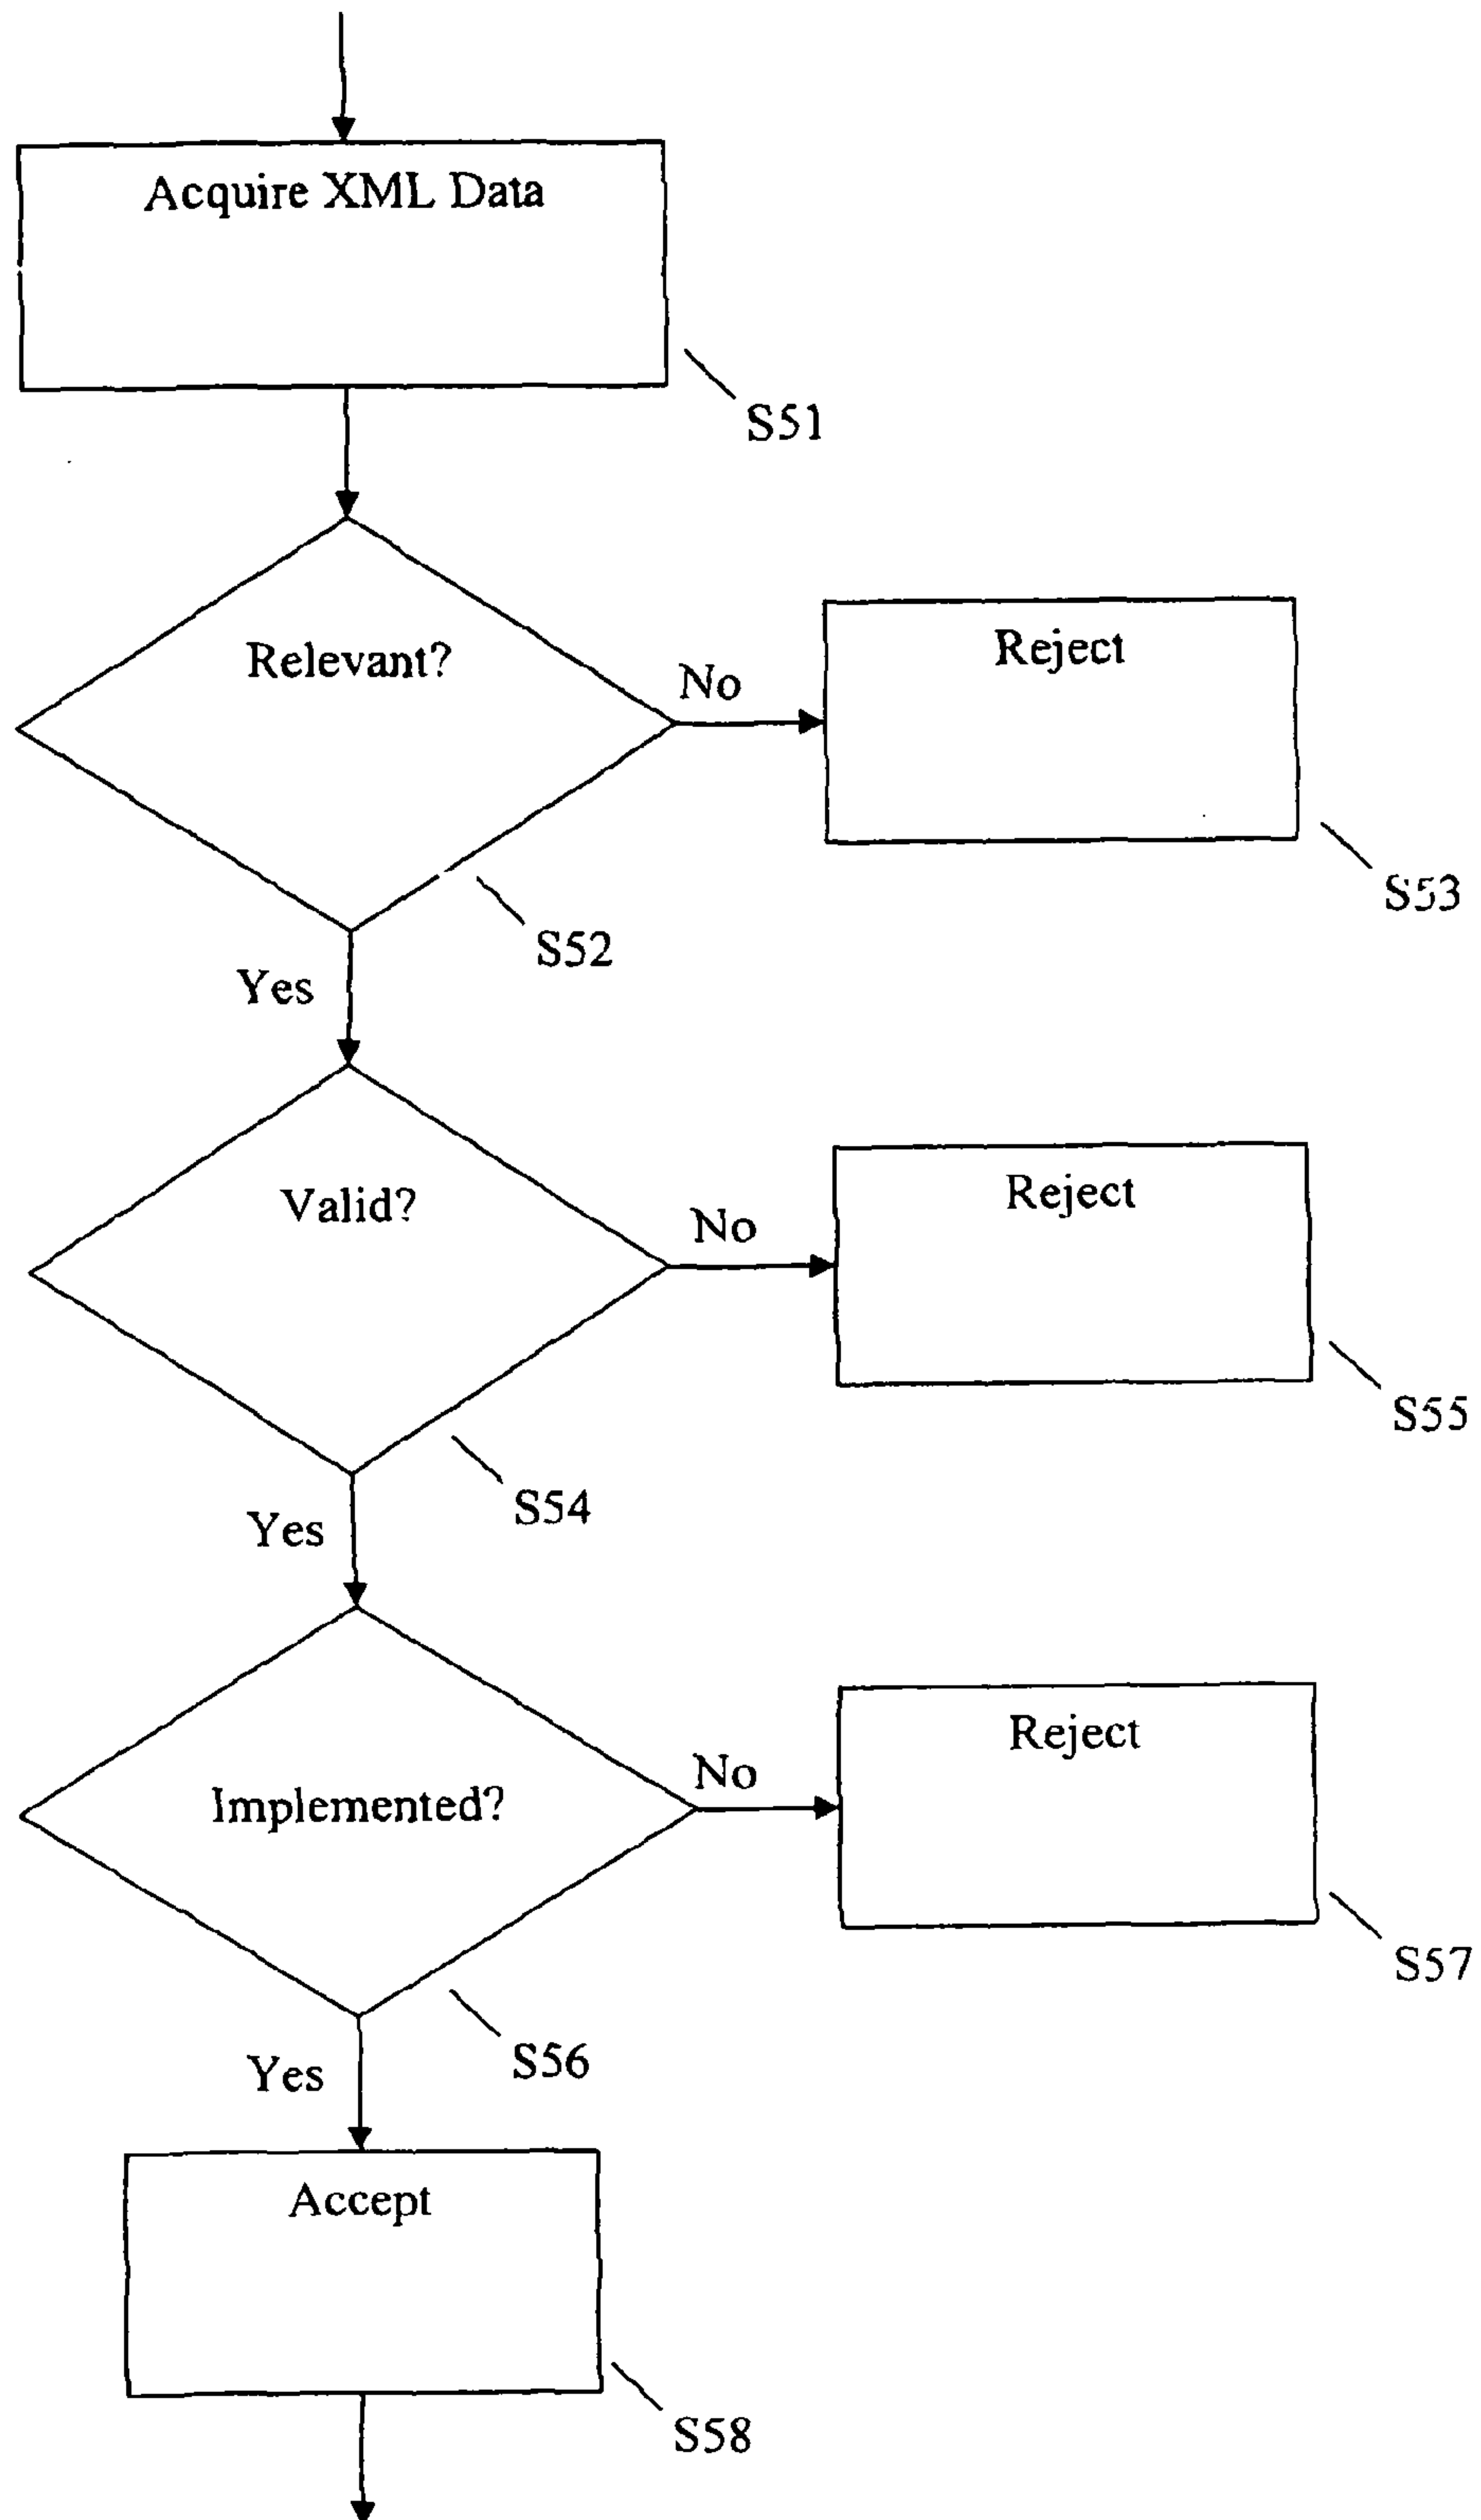 Acquire XML Data
S51
Relevant?
No
Reject
S53
S52
Yes
Valid?
No
Reject
S55
S54
Yes
Implemented?
No
Reject
S57
S56
Yes
Accept
S58